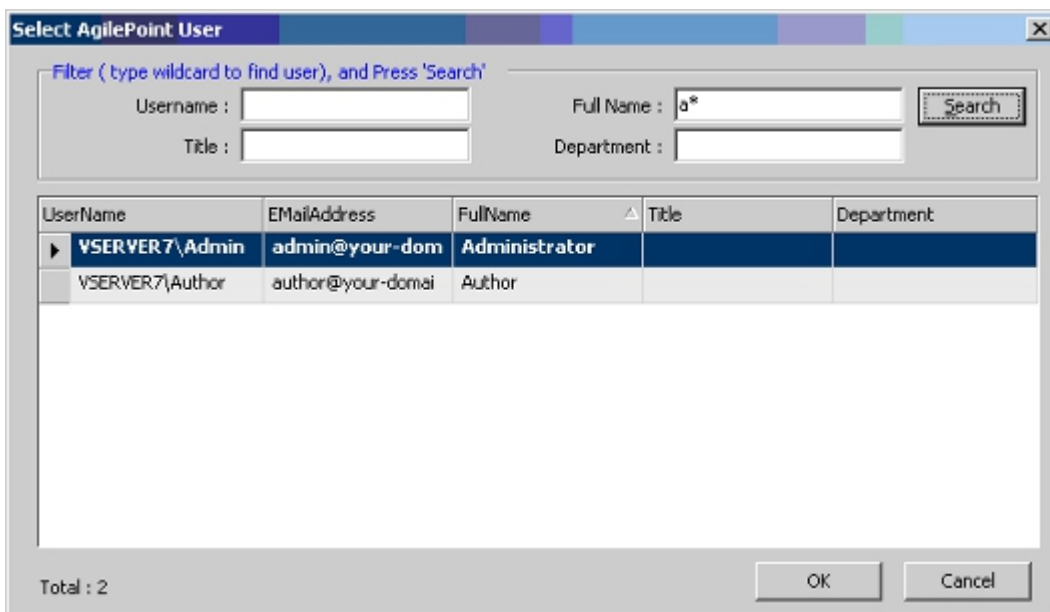 Select AgilePoint User
Filter ( type wildcard to find user), and Press 'Search'
Username : Full Name : a* Search
Title : Department :
UserName EMailAddress FullName Title Department
VSERVER7\Admin admin@your-dom Administrator
VSERVER7\Author author@your-domai Author
Total : 2 OK Cancel